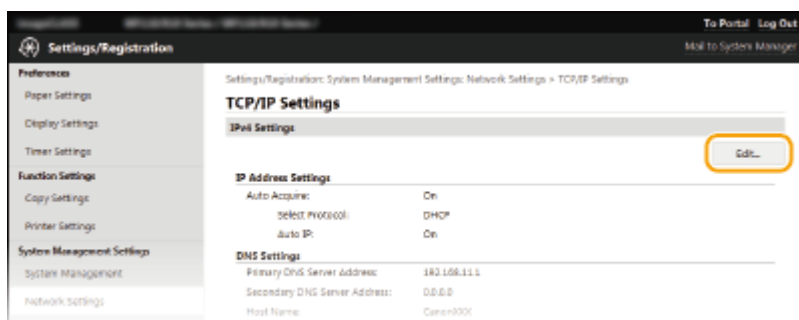 To Portal Log Out
Settings/Registration
Mail to System Manager
Preferences
Paper Settings
Display Settings
Timer Settings
Function Settings
Copy Settings
Printer Settings
System Management Settings
System Management
Network Settings
Settings/Registration: System Management Settings: Network Settings > TCP/IP Settings
TCP/IP Settings
IPv4 Settings
Edit...
IP Address Settings
Auto Acquire: On
Select Protocol: DHCP
Auto IP: On
DNS Settings
Primary DNS Server Address: 192.168.11.1
Secondary DNS Server Address: 0.0.0.0
Host Name: CanonXXX